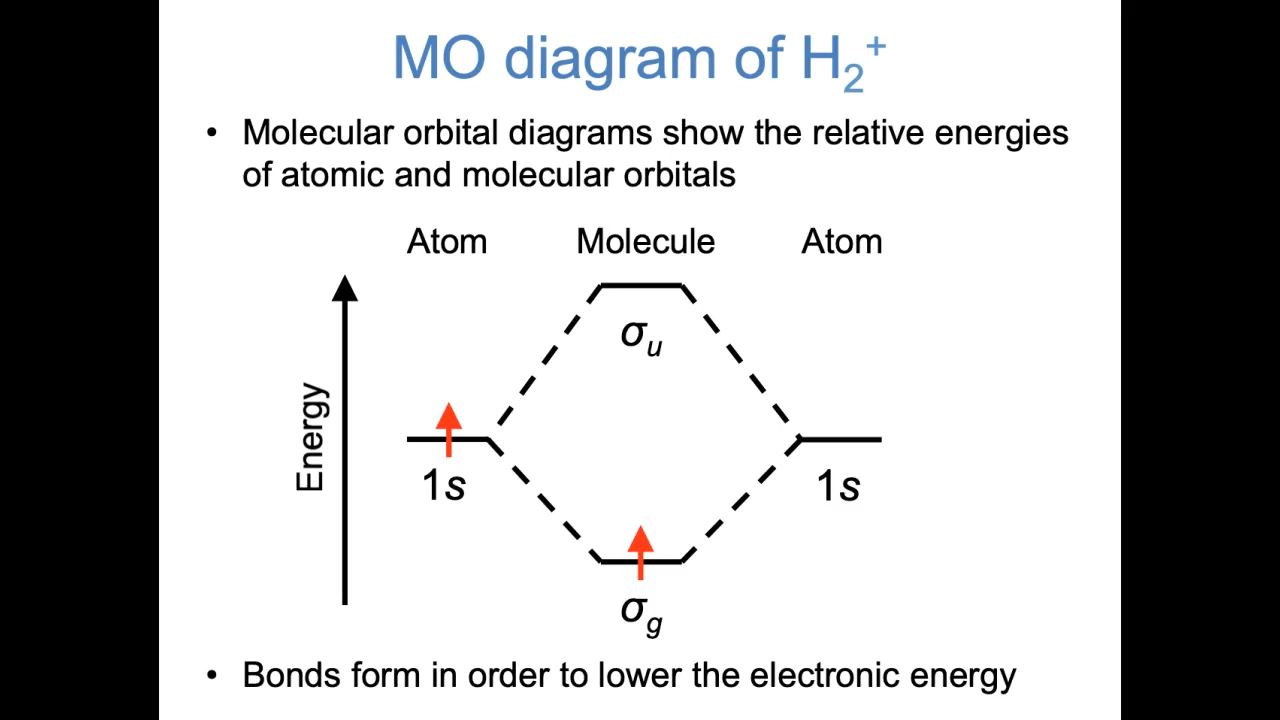 MO diagram of H₂⁺
• Molecular orbital diagrams show the relative energies
of atomic and molecular orbitals
Atom Molecule Atom
σᵤ
Energy
1s 1s
σg
• Bonds form in order to lower the electronic energy